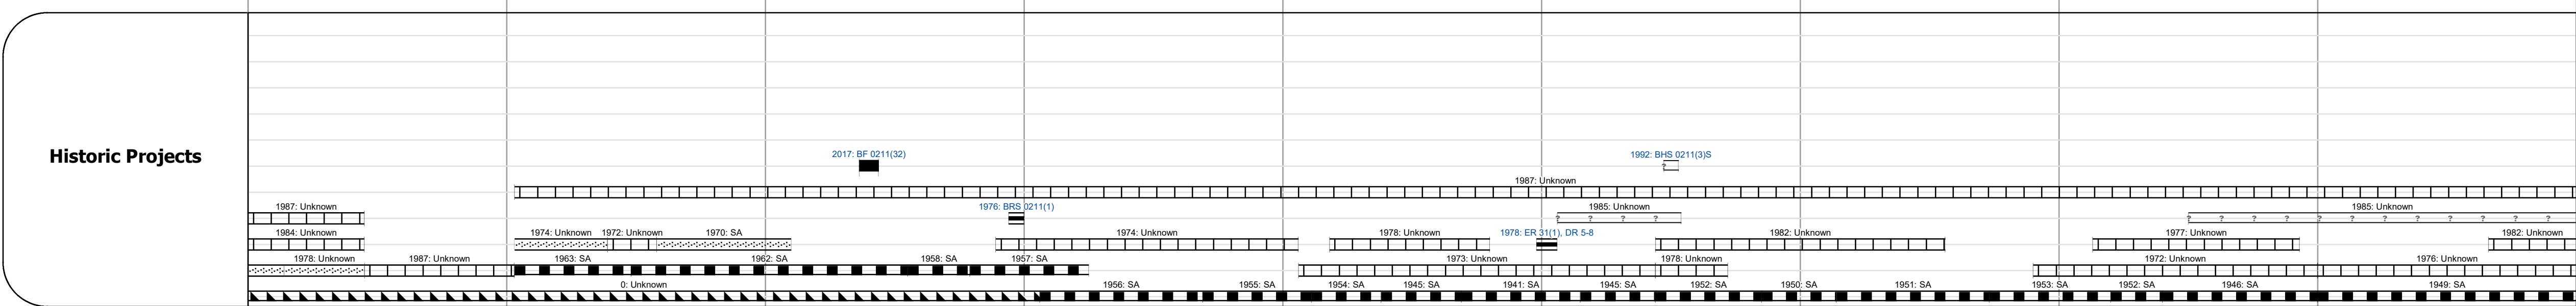 Historic Projects
2017: BF 0211(32)
1992: BHS 0211(3)S
?
1987: Unknown
1987: Unknown
1976: BRS 0211(1)
1985: Unknown
1985: Unknown
? ? ? ?
? ? ? ? ? ? ? ? ? ? ? ?
1984: Unknown
1974: Unknown
1972: Unknown
1970: SA
1974: Unknown
1978: Unknown
1978: ER 31(1), DR 5-8
1982: Unknown
1977: Unknown
1982: Unknown
1978: Unknown
1987: Unknown
1963: SA
1962: SA
1958: SA
1957: SA
1973: Unknown
1978: Unknown
1972: Unknown
1976: Unknown
0: Unknown
1956: SA
1955: SA
1954: SA
1945: SA
1941: SA
1945: SA
1952: SA
1950: SA
1951: SA
1953: SA
1952: SA
1946: SA
1949: SA